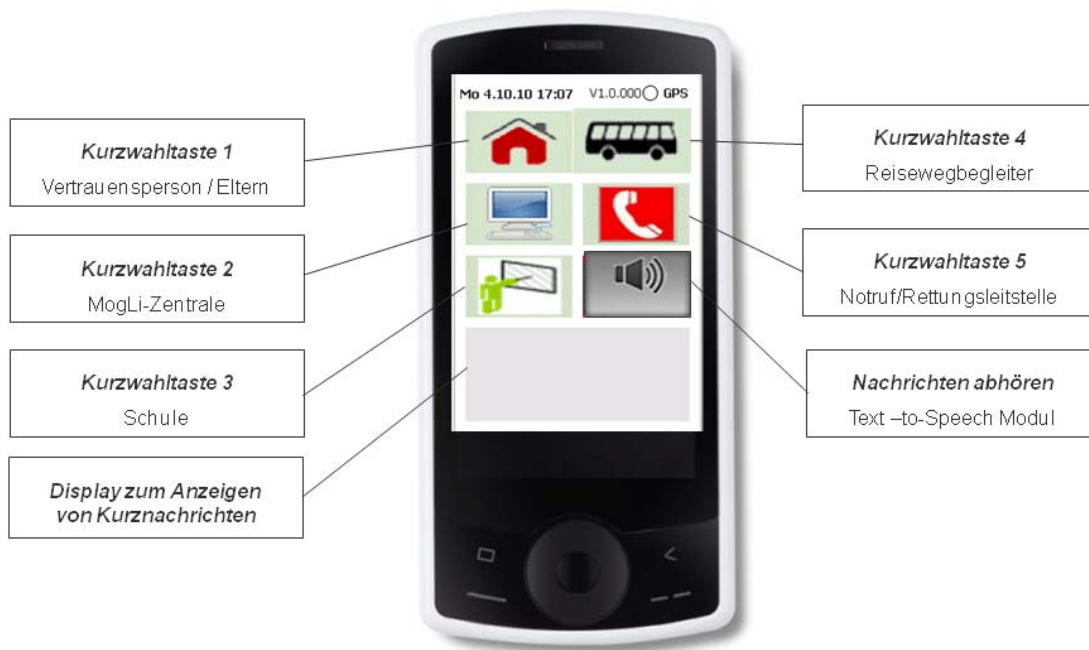 Mo 4.10.10 17:07 V1.0.000 GPS
Kurzwahltaste 1
Vertrauensperson / Eltern
Kurzwahltaste 2
MogLi-Zentrale
Kurzwahltaste 3
Schule
Display zum Anzeigen
von Kurznachrichten
Kurzwahltaste 4
Reisewegbegleiter
Kurzwahltaste 5
Notruf/Rettungsleitstelle
Nachrichten abhören
Text –to-Speech Modul